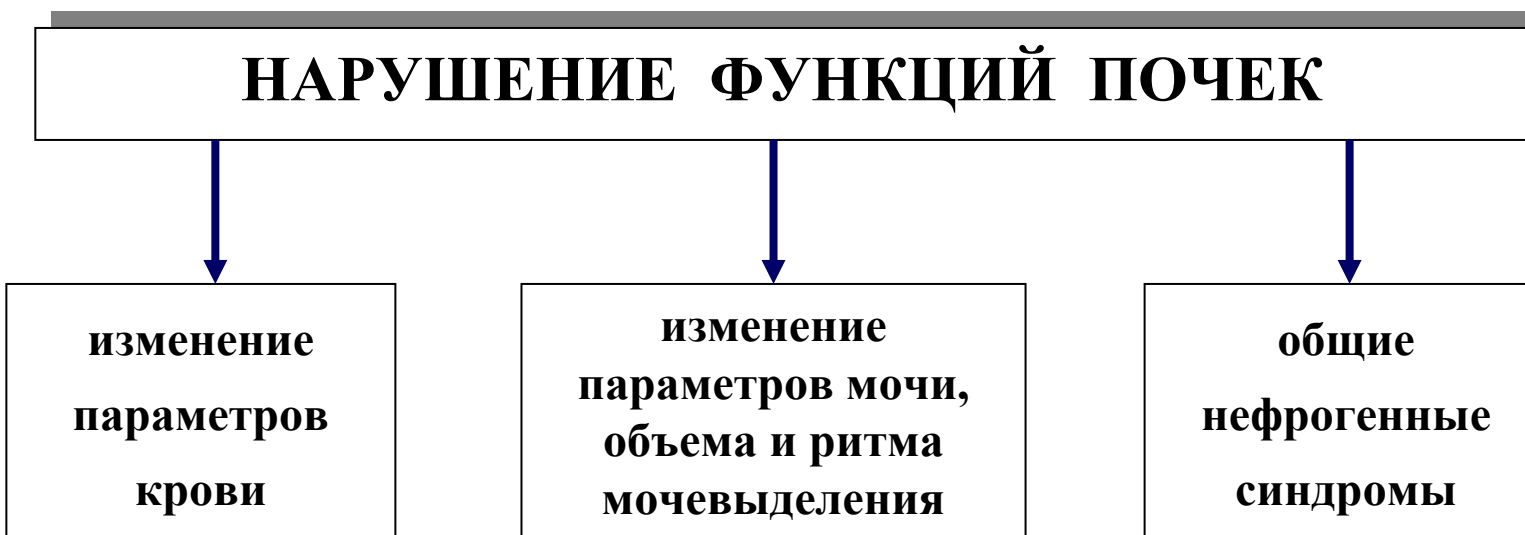 НАРУШЕНИЕ ФУНКЦИЙ ПОЧЕК
изменение
параметров
крови
изменение
параметров мочи,
объема и ритма
мочевыделения
общие
нефрогенные
синдромы